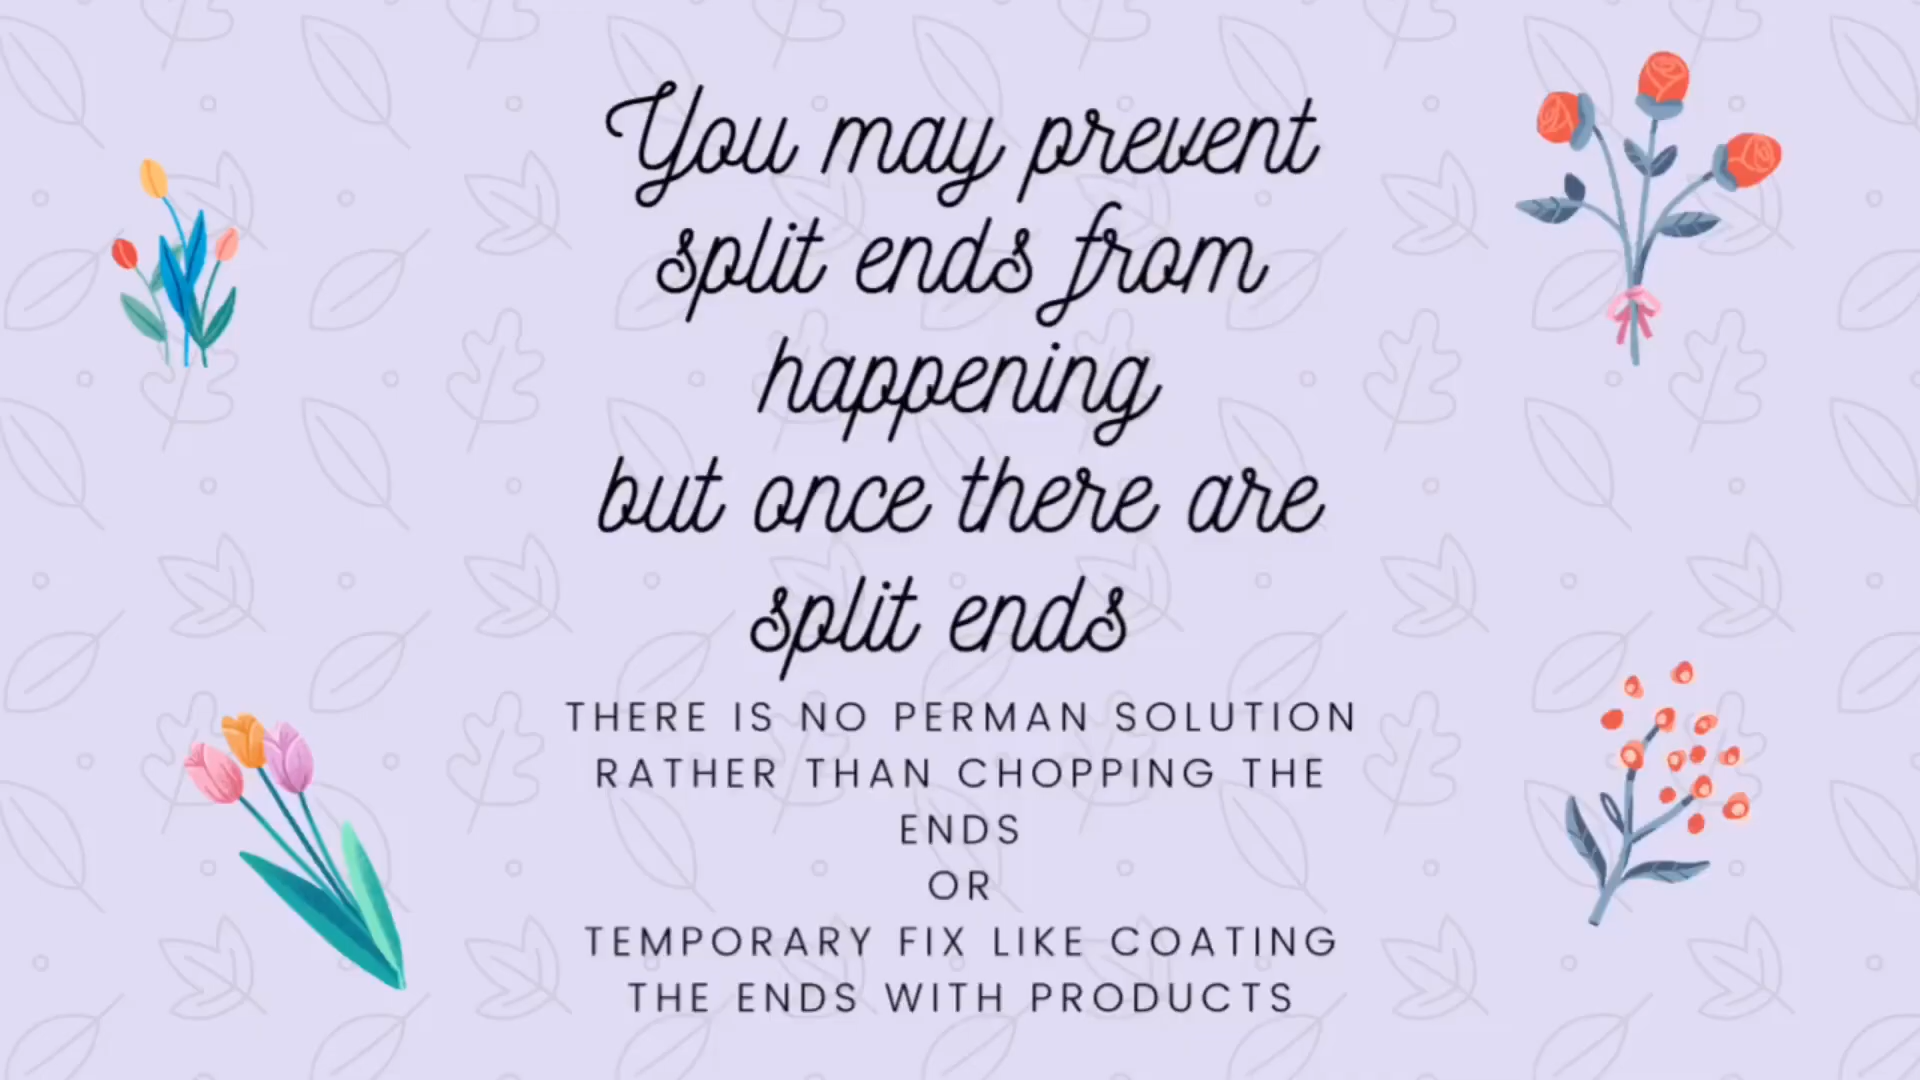 You may prevent
split ends from
happening
but once there are
split ends
THERE IS NO PERMAN SOLUTION
RATHER THAN CHOPPING THE
ENDS
OR
TEMPORARY FIX LIKE COATING
THE ENDS WITH PRODUCTS